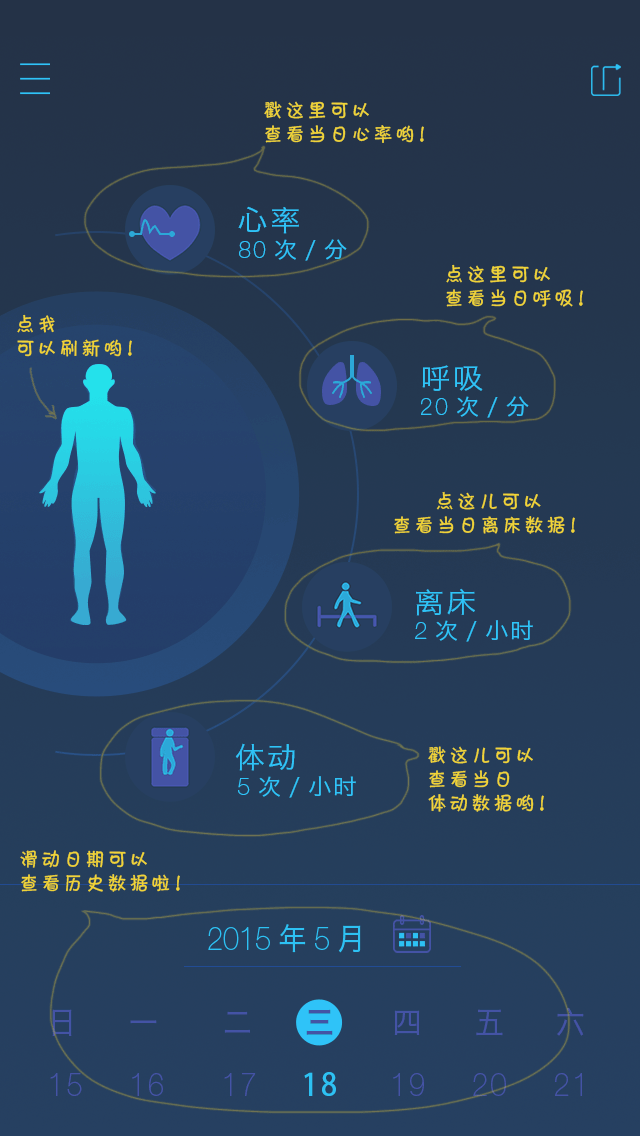 戳这里可以
查看当日心率哟！
心率
80 次 / 分
点这里可以
查看当日呼吸！
点我
可以刷新哟！
呼吸
20 次 / 分
点这儿可以
查看当日离床数据！
离床
2 次 / 小时
体动
5 次 / 小时
戳这儿可以
查看当日
体动数据哟！
滑动日期可以
查看历史数据啦！
2015 年 5 月
日 一 二 三 四 五 六
15 16 17 18 19 20 21